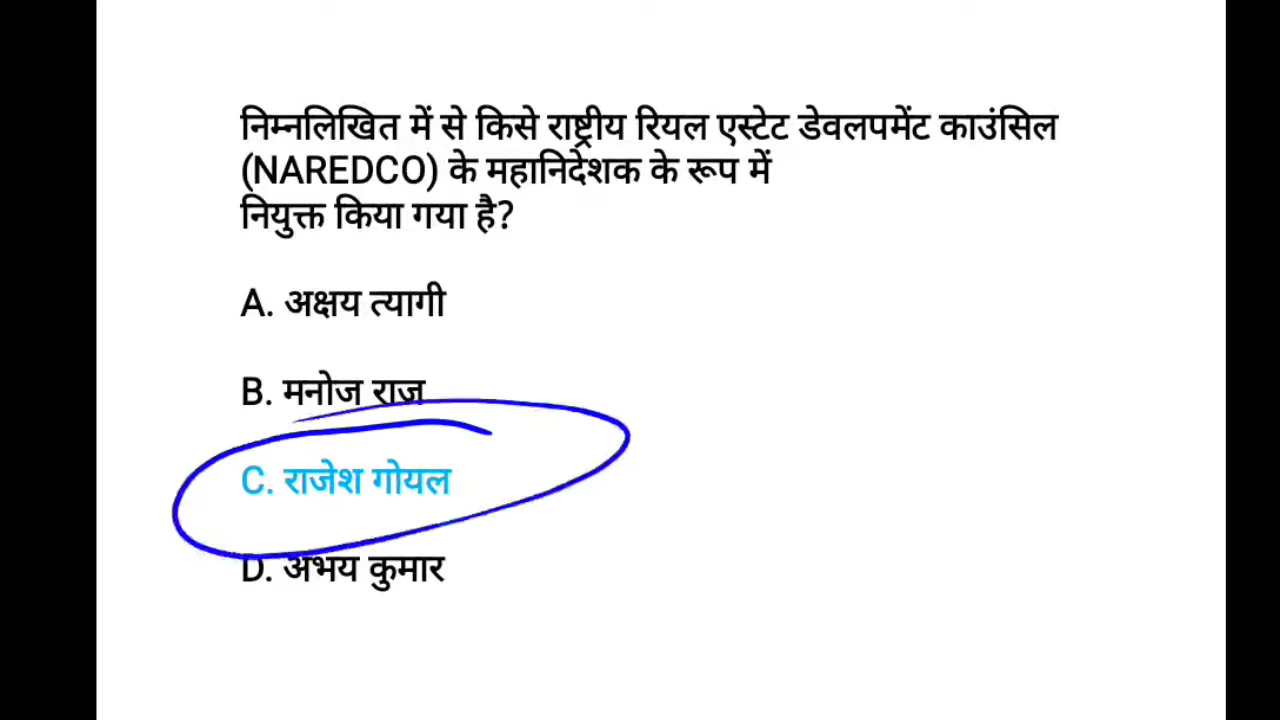 निम्नलिखित में से किसे राष्ट्रीय रियल एस्टेट डेवलपमेंट काउंसिल
(NAREDCO) के महानिदेशक के रूप में
नियुक्त किया गया है?
A. अक्षय त्यागी
B. मनोज राज
C. राजेश गोयल
D. अभय कुमार